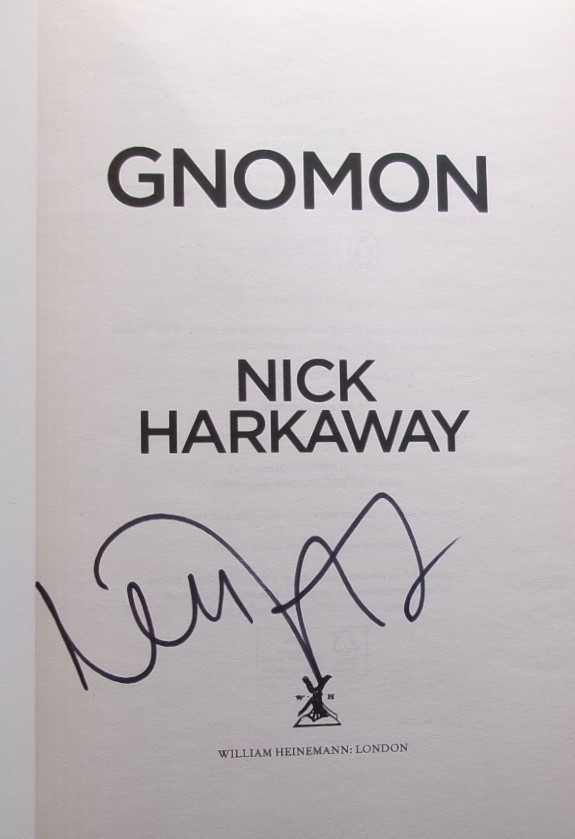 GNOMON
NICK
HARKAWAY
W H
WILLIAM HEINEMANN: LONDON